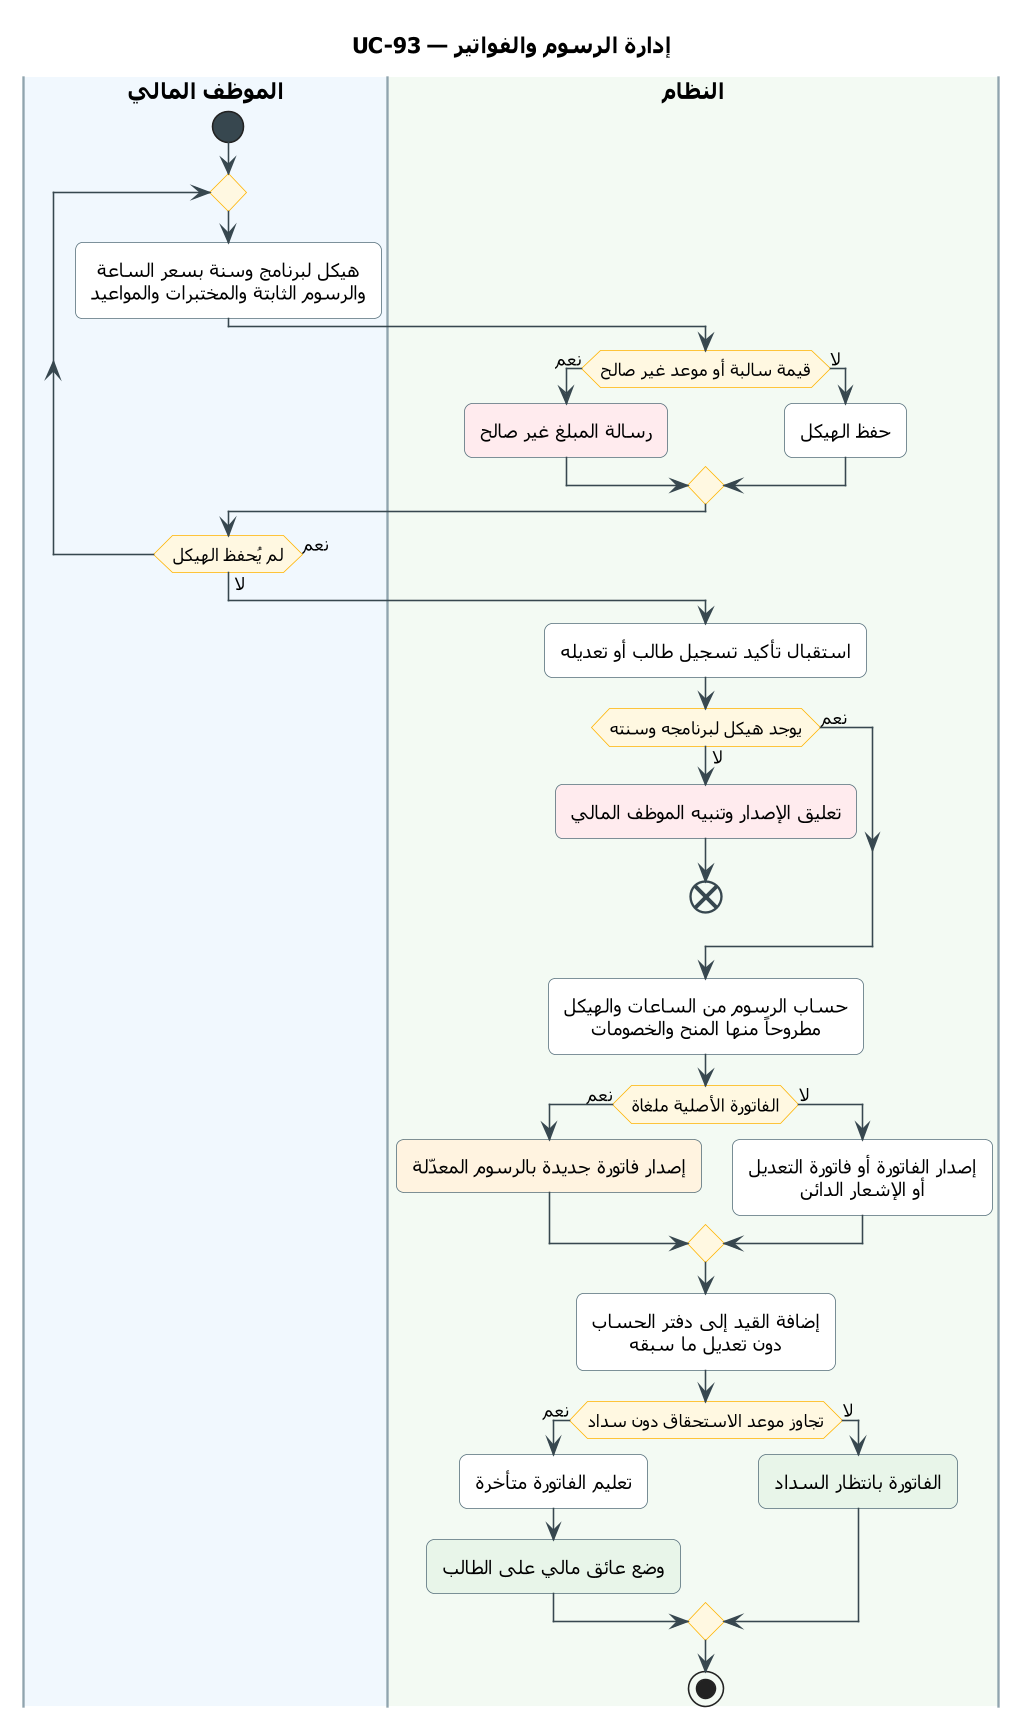 UC-93 — إدارة الرسوم والفواتير
الموظف المالي
النظام
هيكل لبرنامج وسنة بسعر الساعة
والرسوم الثابتة والمختبرات والمواعيد
قيمة سالبة أو موعد غير صالح
نعم
لا
رسالة المبلغ غير صالح
حفظ الهيكل
لم يُحفظ الهيكل
نعم
لا
استقبال تأكيد تسجيل طالب أو تعديله
يوجد هيكل لبرنامجه وسنته
نعم
لا
تعليق الإصدار وتنبيه الموظف المالي
حساب الرسوم من الساعات والهيكل
مطروحاً منها المنح والخصومات
الفاتورة الأصلية ملغاة
نعم
لا
إصدار فاتورة جديدة بالرسوم المعدّلة
إصدار الفاتورة أو فاتورة التعديل
أو الإشعار الدائن
إضافة القيد إلى دفتر الحساب
دون تعديل ما سبقه
تجاوز موعد الاستحقاق دون سداد
نعم
لا
تعليم الفاتورة متأخرة
الفاتورة بانتظار السداد
وضع عائق مالي على الطالب